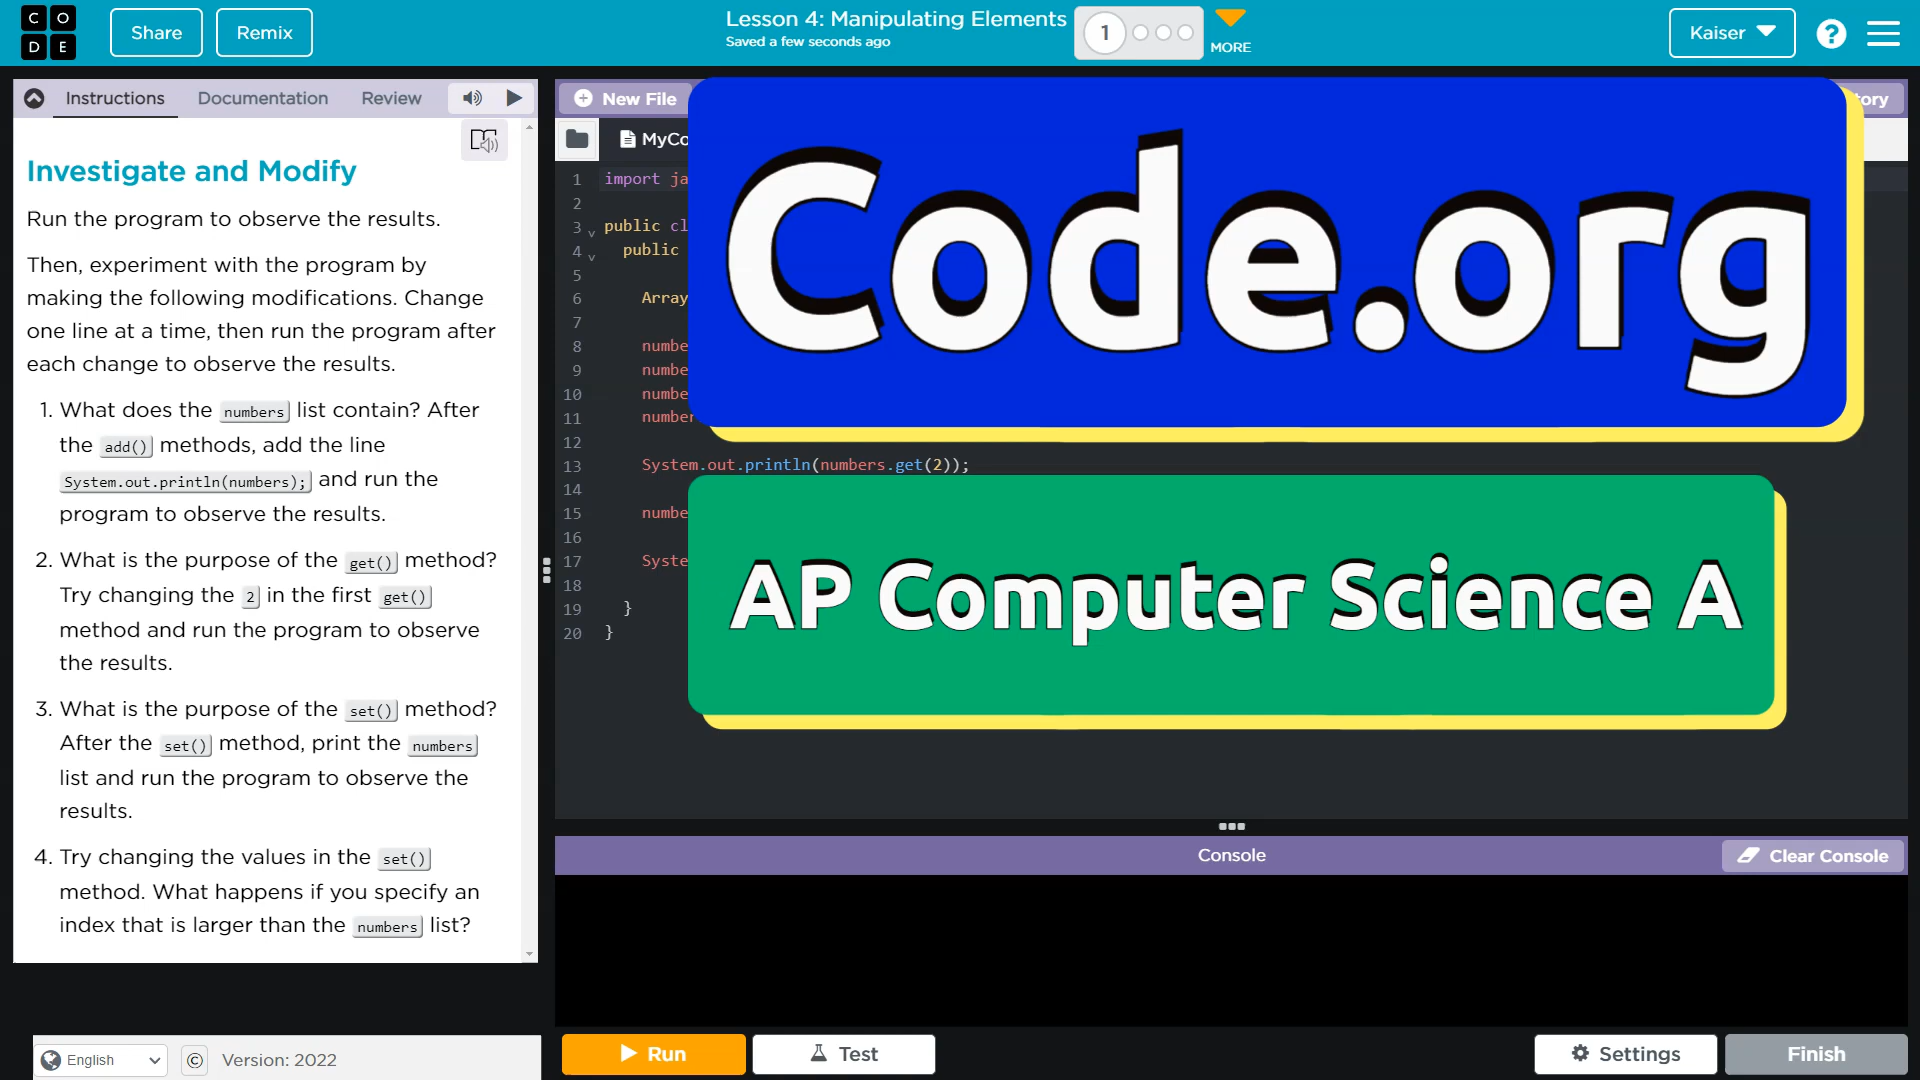 CODE
Share
Remix
Lesson 4: Manipulating Elements
Saved a few seconds ago
1
MORE
Kaiser
?
Instructions
Documentation
Review
Investigate and Modify
Run the program to observe the results.
Then, experiment with the program by
making the following modifications. Change
one line at a time, then run the program after
each change to observe the results.
1. What does the numbers list contain? After
the add() methods, add the line
System.out.println(numbers); and run the
program to observe the results.
2. What is the purpose of the get() method?
Try changing the 2 in the first get()
method and run the program to observe
the results.
3. What is the purpose of the set() method?
After the set() method, print the numbers
list and run the program to observe the
results.
4. Try changing the values in the set()
method. What happens if you specify an
index that is larger than the numbers list?
English
©
Version: 2022
New File
tory
MyCo
1 import ja
2
3 public cl
4 public
5
6 Array
7
8 numbe
9 numbe
10 numbe
11 number
12
13 System.out.println(numbers.get(2));
14
15 numbe
16
17 Syste
18
19 }
20 }
Code.org
AP Computer Science A
Console
Clear Console
Run
Test
Settings
Finish